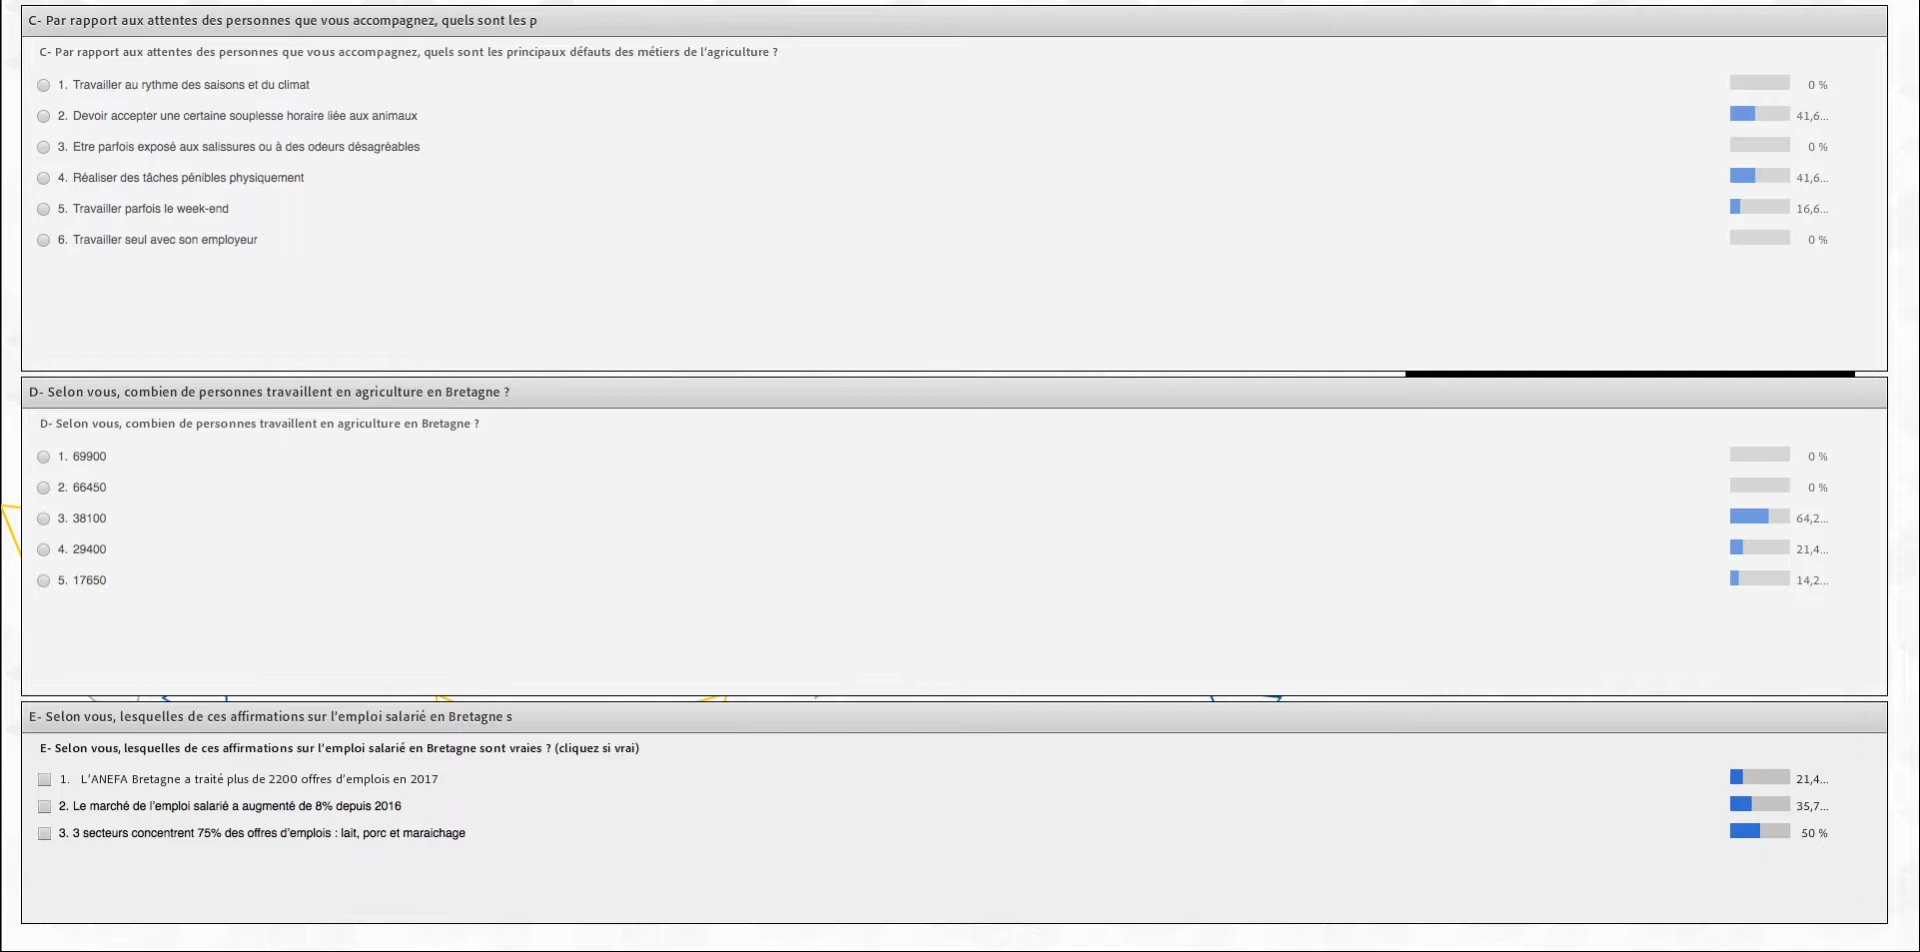 C- Par rapport aux attentes des personnes que vous accompagnez, quels sont les p
C- Par rapport aux attentes des personnes que vous accompagnez, quels sont les principaux défauts des métiers de l'agriculture ?
1. Travailler au rythme des saisons et du climat 0 %
2. Devoir accepter une certaine souplesse horaire liée aux animaux 41,6...
3. Etre parfois exposé aux salissures ou à des odeurs désagréables 0 %
4. Réaliser des tâches pénibles physiquement 41,6...
5. Travailler parfois le week-end 16,6...
6. Travailler seul avec son employeur 0 %
D- Selon vous, combien de personnes travaillent en agriculture en Bretagne ?
D- Selon vous, combien de personnes travaillent en agriculture en Bretagne ?
1. 69900 0 %
2. 66450 0 %
3. 38100 64,2...
4. 29400 21,4...
5. 17650 14,2...
E- Selon vous, lesquelles de ces affirmations sur l'emploi salarié en Bretagne s
E- Selon vous, lesquelles de ces affirmations sur l'emploi salarié en Bretagne sont vraies ? (cliquez si vrai)
1. L'ANEFA Bretagne a traité plus de 2200 offres d'emplois en 2017 21,4...
2. Le marché de l'emploi salarié a augmenté de 8% depuis 2016 35,7...
3. 3 secteurs concentrent 75% des offres d'emplois : lait, porc et maraichage 50 %